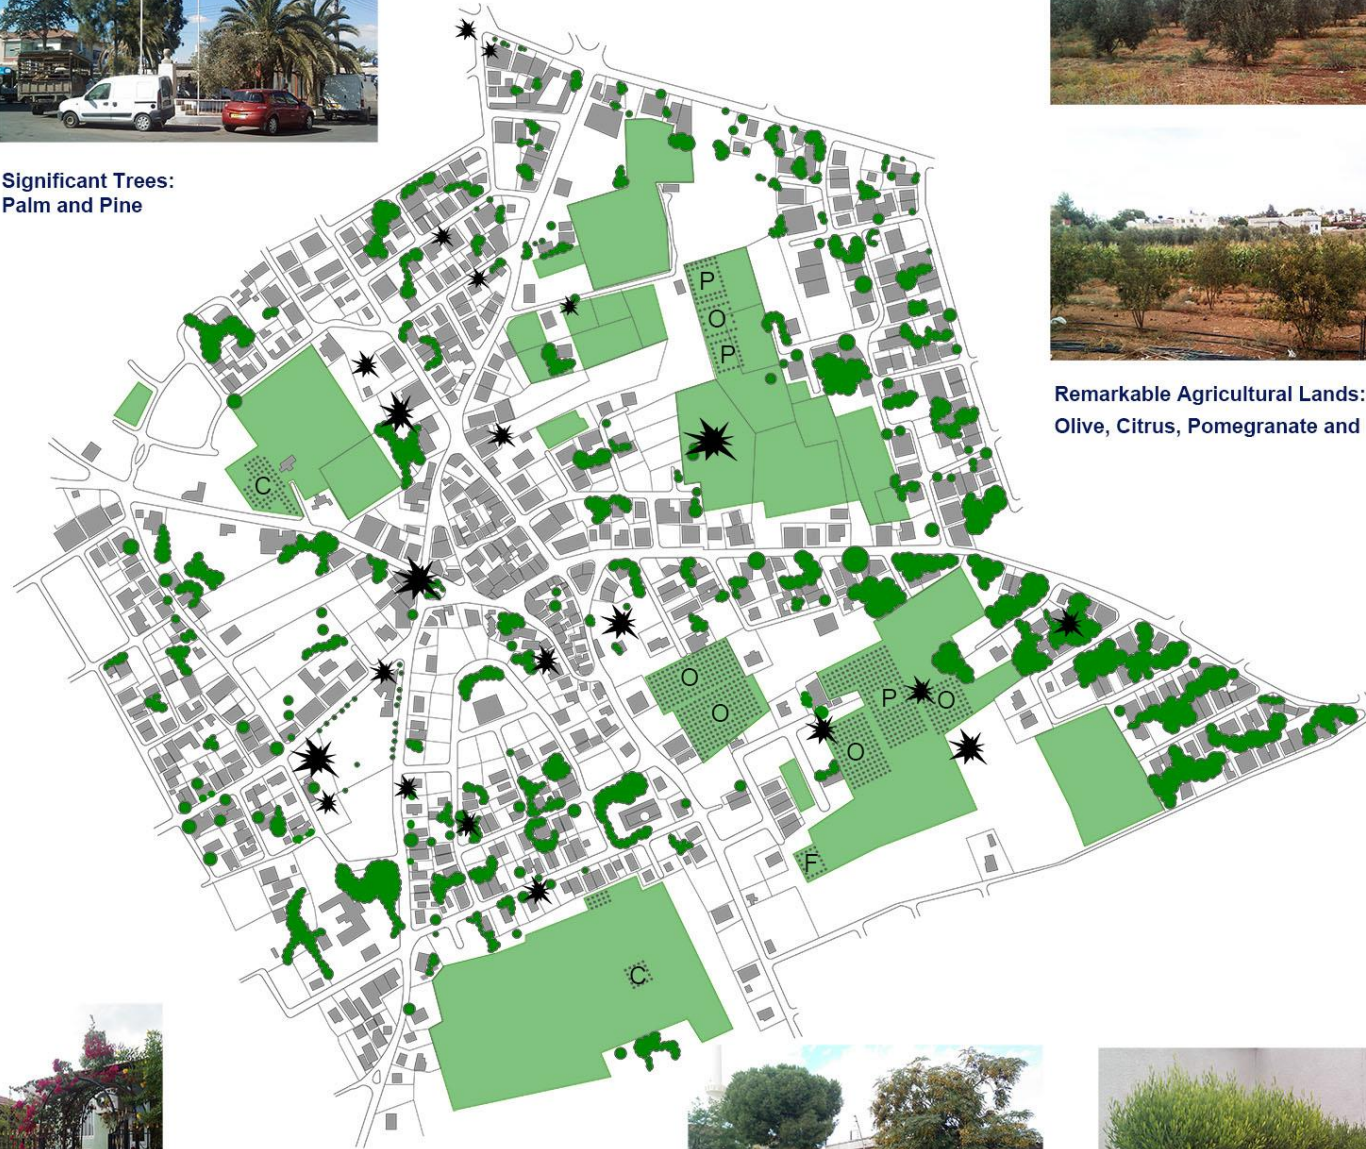 Significant Trees:
Palm and Pine
P
O
P
Remarkable Agricultural Lands:
Olive, Citrus, Pomegranate and
C
O
P
O
O
O
F
C